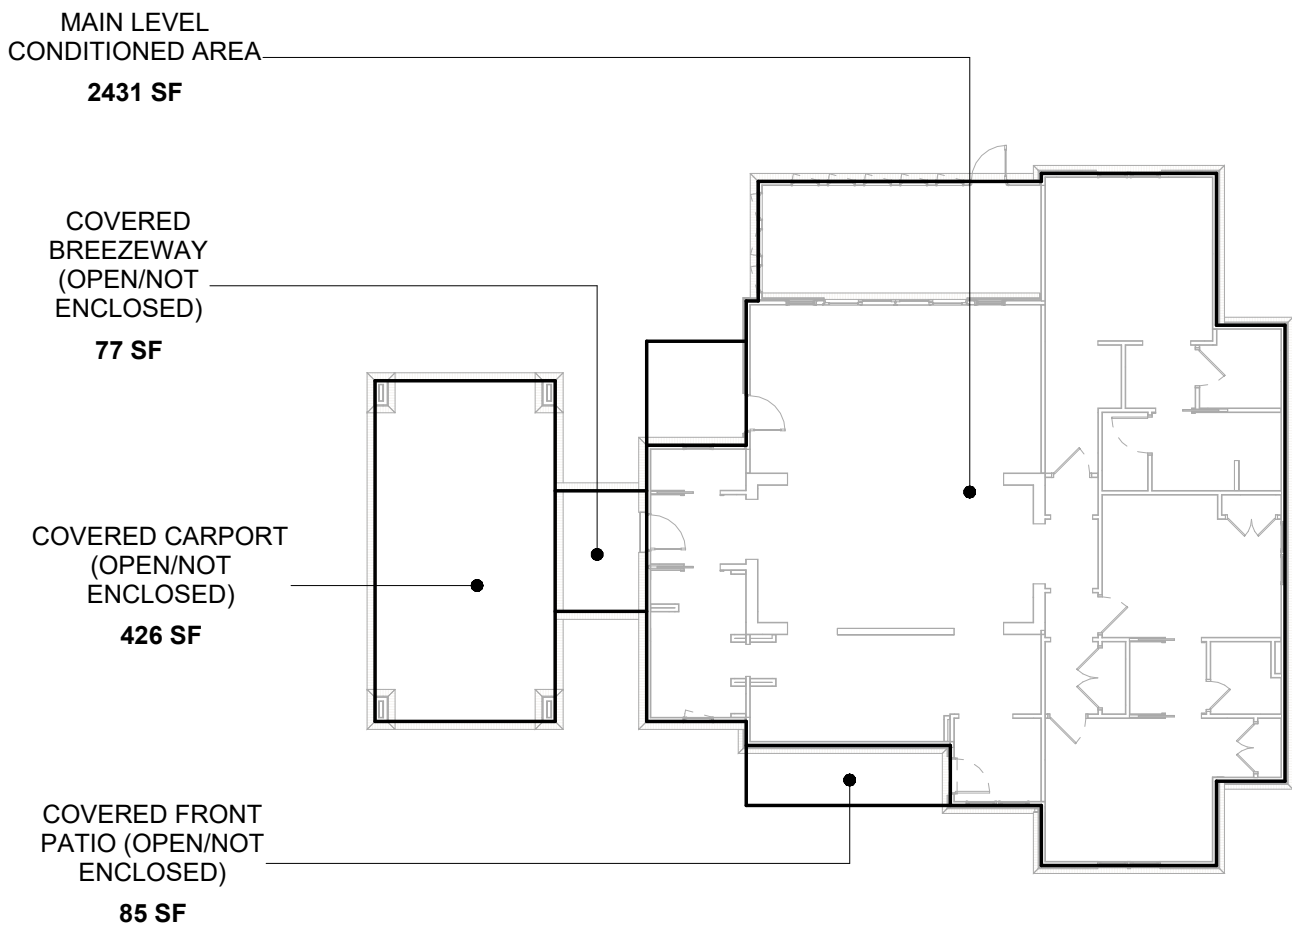 MAIN LEVEL
CONDITIONED AREA
2431 SF
COVERED
BREEZEWAY
(OPEN/NOT
ENCLOSED)
77 SF
COVERED CARPORT
(OPEN/NOT
ENCLOSED)
426 SF
COVERED FRONT
PATIO (OPEN/NOT
ENCLOSED)
85 SF